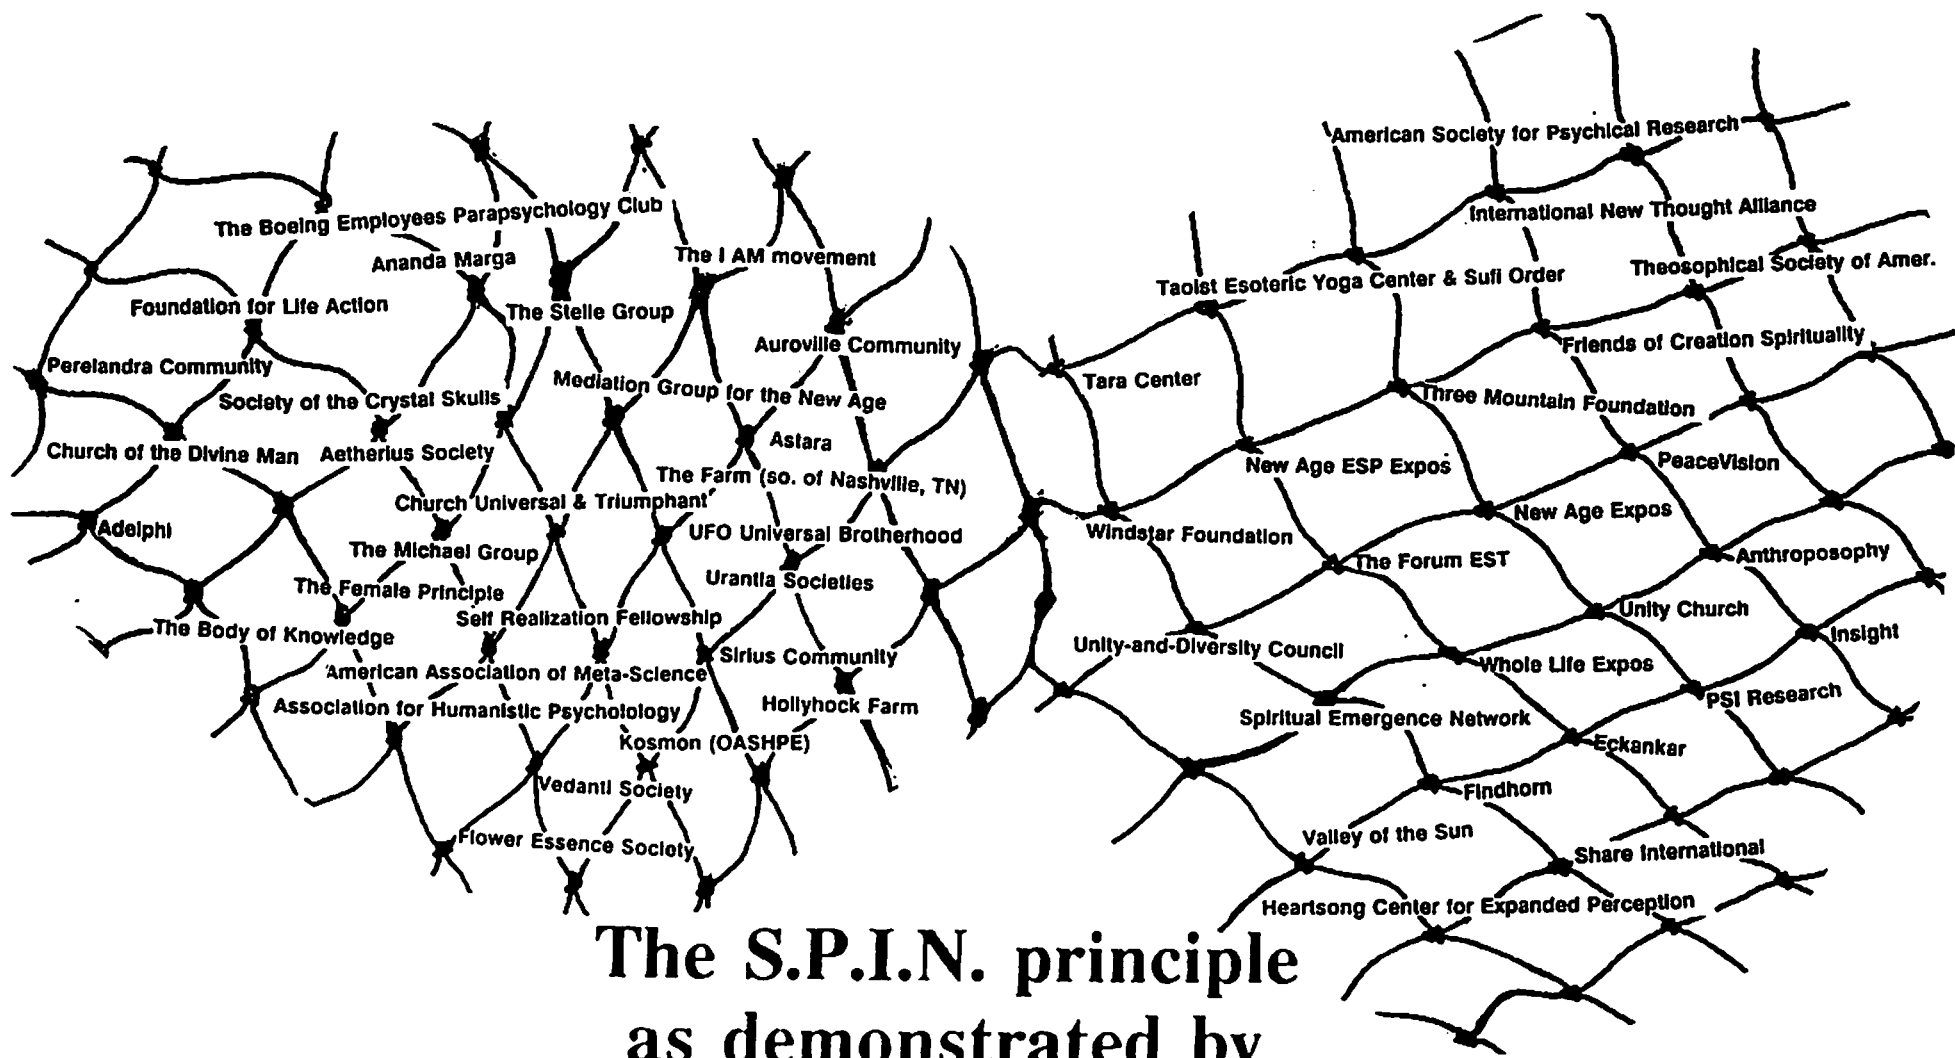 The Boeing Employees Parapsychology Club
Ananda Marga
The I AM movement
Foundation for Life Action
The Stelle Group
Auroville Community
Perelandra Community
Mediation Group for the New Age
Society of the Crystal Skulls
Astara
Church of the Divine Man
Aetherius Society
The Farm (so. of Nashville, TN)
Church Universal & Triumphant
Adelphi
UFO Universal Brotherhood
The Michael Group
Urantia Societies
The Female Principle
Self Realization Fellowship
The Body of Knowledge
Sirius Community
American Association of Meta-Science
Association for Humanistic Psycholology
Hollyhock Farm
Kosmon (OASHPE)
Vedanti Society
Flower Essence Society
American Society for Psychical Research
International New Thought Alliance
Theosophical Society of Amer.
Taoist Esoteric Yoga Center & Sufi Order
Friends of Creation Spirituality
Tara Center
Three Mountain Foundation
New Age ESP Expos
PeaceVision
New Age Expos
Windstar Foundation
The Forum EST
Anthroposophy
Unity Church
Insight
Unity-and-Diversity Council
Whole Life Expos
PSI Research
Spiritual Emergence Network
Eckankar
Findhorn
Valley of the Sun
Share International
Heartsong Center for Expanded Perception
The S.P.I.N. principle
as demonstrated by